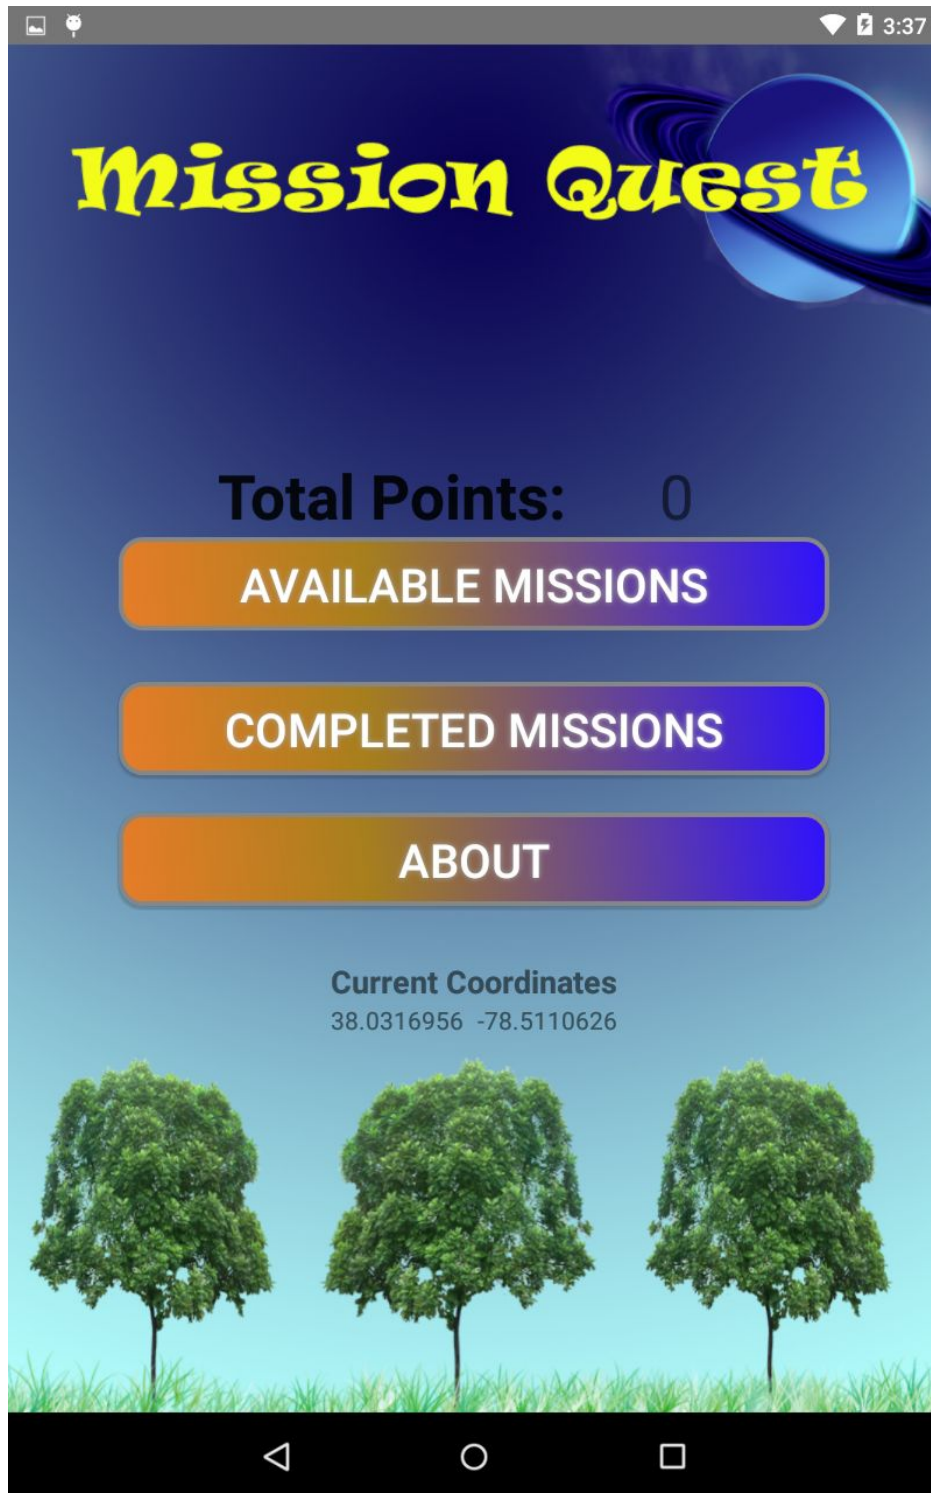 3:37
Mission Quest
Total Points: 0
AVAILABLE MISSIONS
COMPLETED MISSIONS
ABOUT
Current Coordinates
38.0316956 -78.5110626